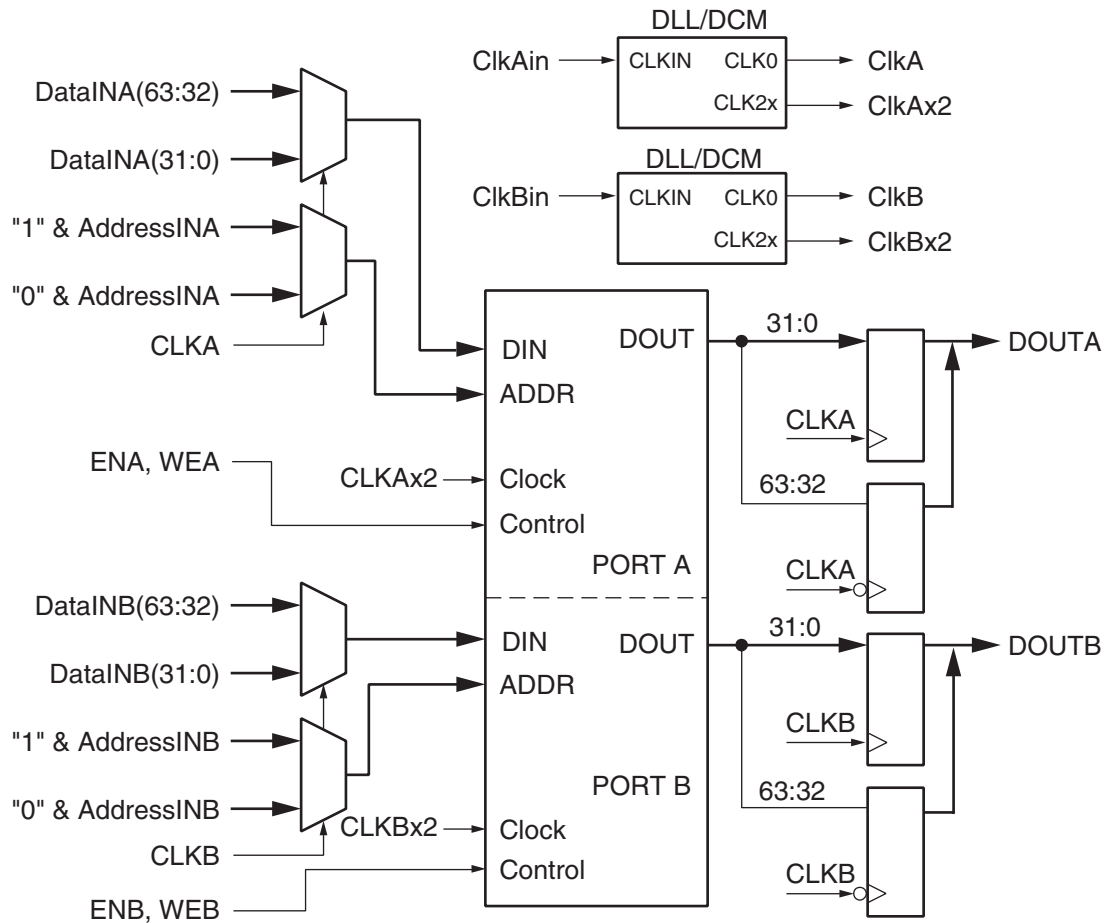 DLL/DCM
ClkAin
CLKIN
CLK0
ClkA
CLK2x
ClkAx2
DLL/DCM
ClkBin
CLKIN
CLK0
ClkB
CLK2x
ClkBx2
DataINA(63:32)
DataINA(31:0)
"1" & AddressINA
"0" & AddressINA
CLKA
DIN
ADDR
DOUT
31:0
DOUTA
CLKA
ENA, WEA
CLKAx2
Clock
Control
63:32
PORT A
CLKA
DataINB(63:32)
DataINB(31:0)
"1" & AddressINB
"0" & AddressINB
CLKB
DIN
ADDR
DOUT
31:0
DOUTB
CLKB
PORT B
63:32
CLKBx2
Clock
Control
CLKB
ENB, WEB